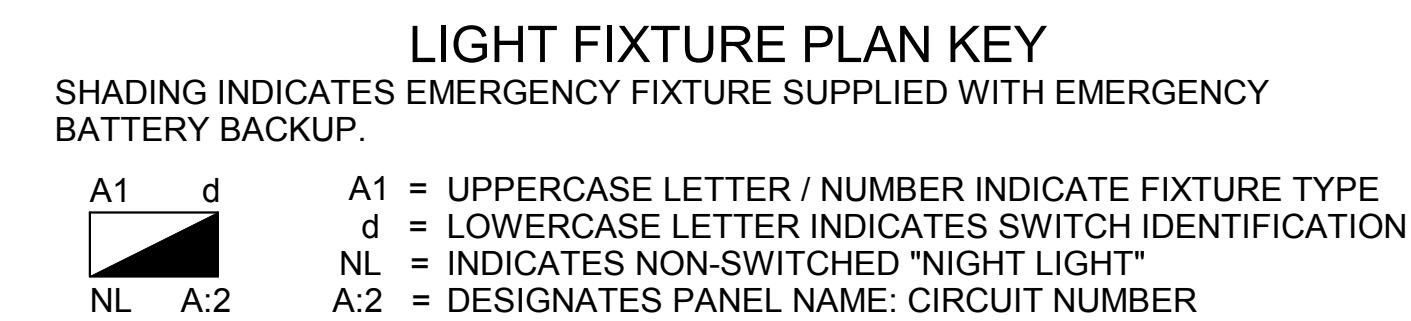 LIGHT FIXTURE PLAN KEY
SHADING INDICATES EMERGENCY FIXTURE SUPPLIED WITH EMERGENCY
BATTERY BACKUP.
A1 d
NL A:2
A1 = UPPERCASE LETTER / NUMBER INDICATE FIXTURE TYPE
d = LOWERCASE LETTER INDICATES SWITCH IDENTIFICATION
NL = INDICATES NON-SWITCHED "NIGHT LIGHT"
A:2 = DESIGNATES PANEL NAME: CIRCUIT NUMBER